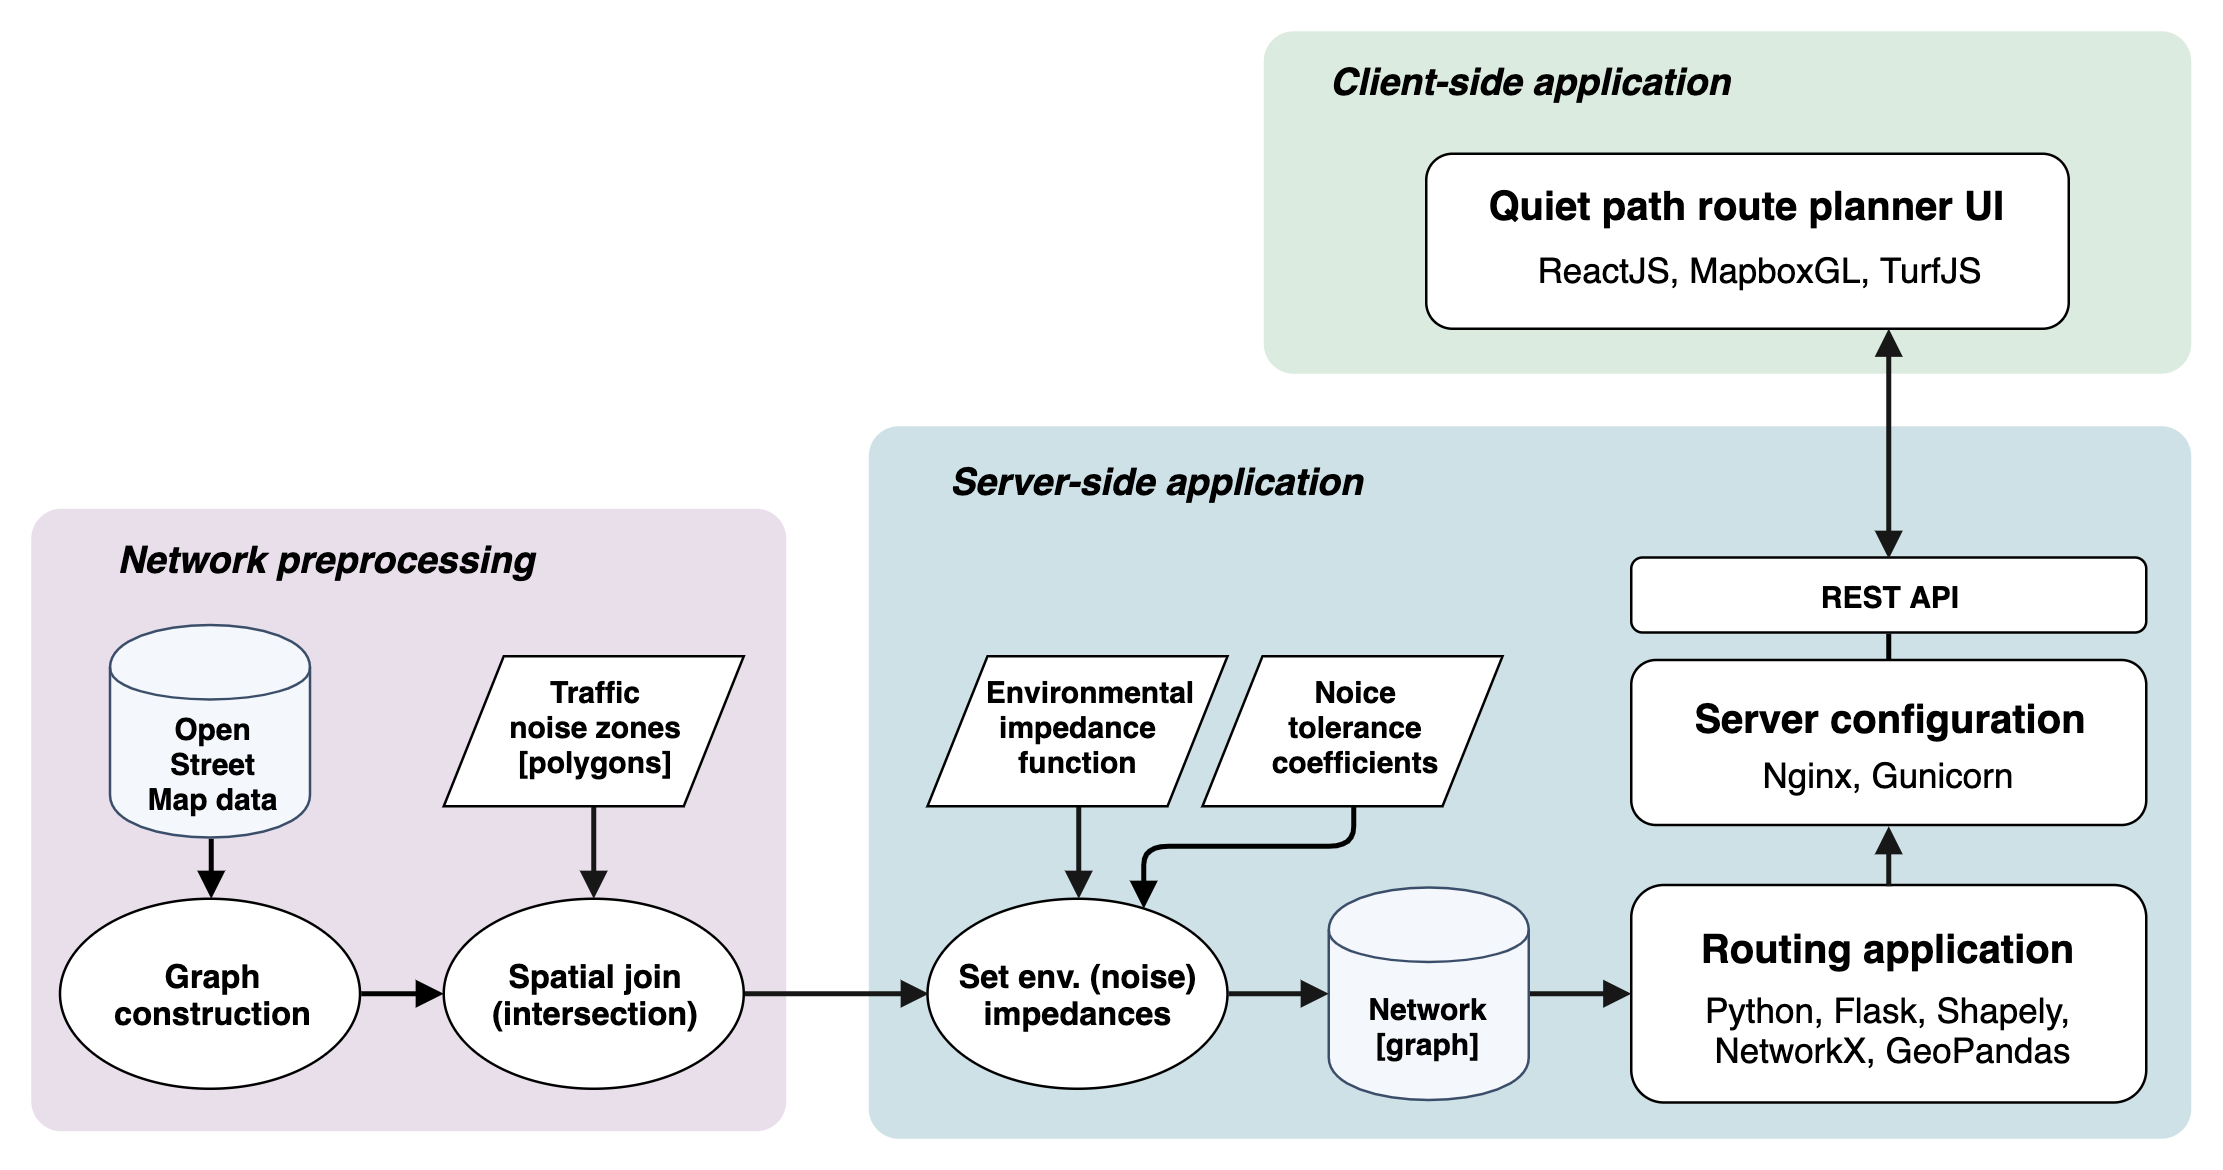 Client-side application
Quiet path route planner UI
ReactJS, MapboxGL, TurfJS
Server-side application
Network preprocessing
Open
Street
Map data
Traffic
noise zones
[polygons]
Graph
construction
Spatial join
(intersection)
Environmental
impedance
function
Noice
tolerance
coefficients
Set env. (noise)
impedances
Network
[graph]
REST API
Server configuration
Nginx, Gunicorn
Routing application
Python, Flask, Shapely,
NetworkX, GeoPandas